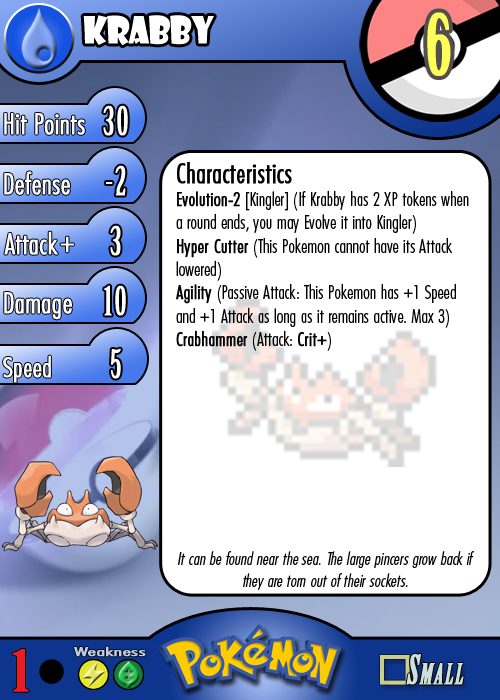 KRABBY
6
Hit Points 30
Defense -2
Attack+ 3
Damage 10
Speed 5
Characteristics
Evolution-2 [Kingler] (If Krabby has 2 XP tokens when
a round ends, you may Evolve it into Kingler)
Hyper Cutter (This Pokemon cannot have its Attack
lowered)
Agility (Passive Attack: This Pokemon has +1 Speed
and +1 Attack as long as it remains active. Max 3)
Crabhammer (Attack: Crit+)
It can be found near the sea. The large pincers grow back if
they are torn out of their sockets.
1
Weakness
POKéMON
SMALL